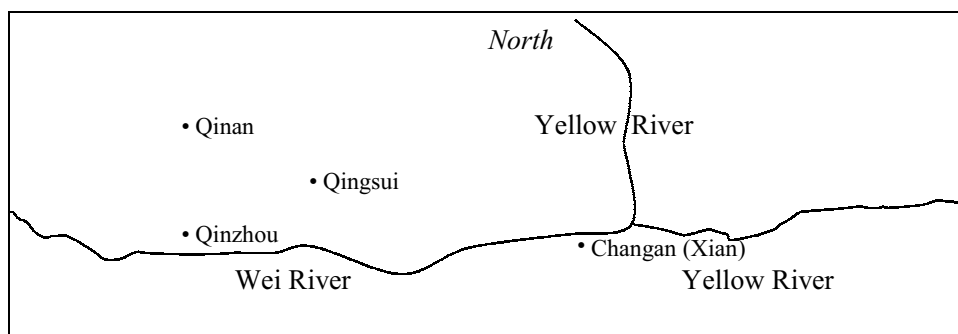 North
• Qinan
Yellow River
• Qingsui
• Qinzhou
• Changan (Xian)
Wei River
Yellow River